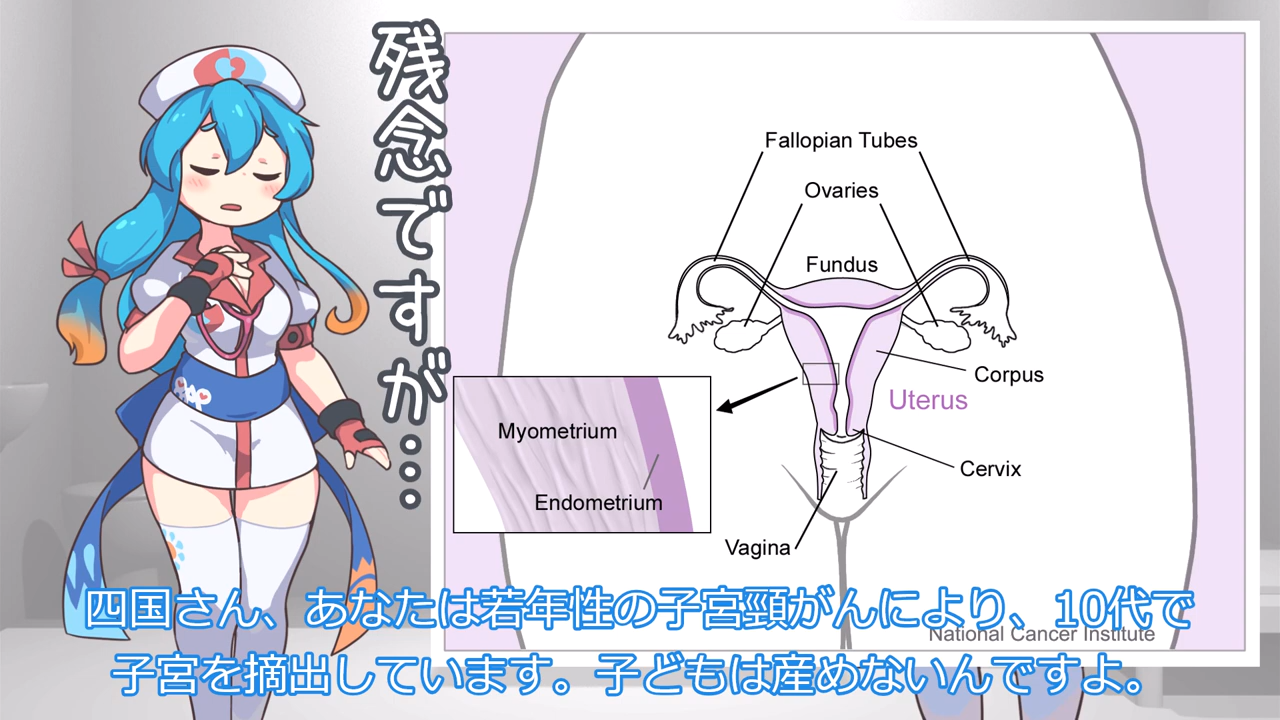 残念ですが…
Fallopian Tubes
Ovaries
Fundus
Corpus
Uterus
Myometrium
Endometrium
Cervix
Vagina
National Cancer Institute
四国さん、あなたは若年性の子宮頸がんにより、10代で
子宮を摘出しています。子どもは産めないんですよ。